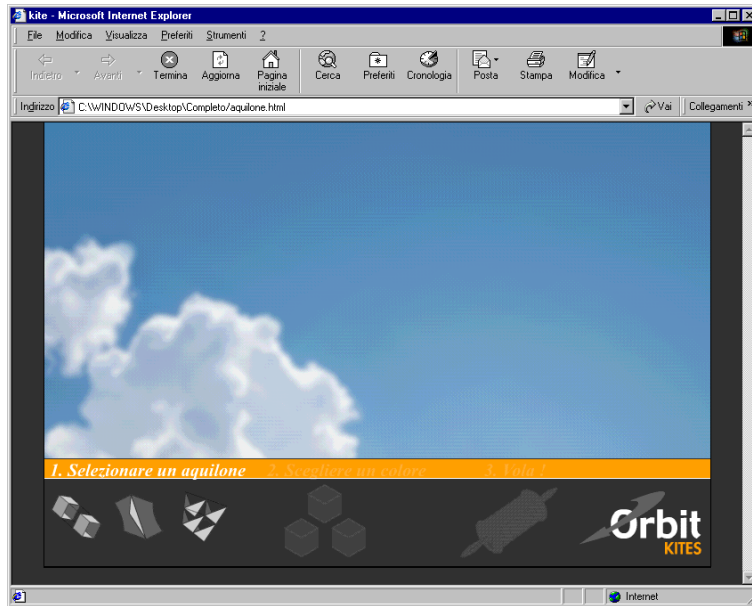 kite - Microsoft Internet Explorer
File Modifica Visualizza Preferiti Strumenti ?
Indietro Avanti Termina Aggiorna Pagina iniziale Cerca Preferiti Cronologia Posta Stampa Modifica
Indirizzo C:\WINDOWS\Desktop\Completo/aquilone.html Vai Collegamenti
1. Selezionare un aquilone 2. Scegliere un colore 3. Vola !
Orbit
KITES
Internet